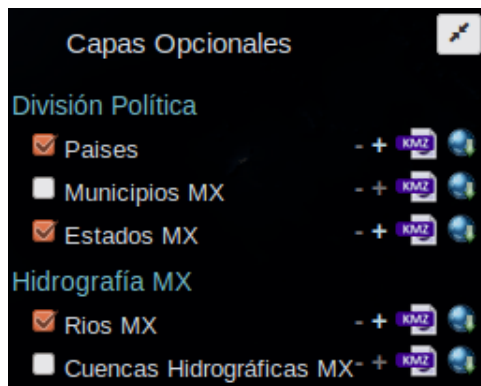 Capas Opcionales
División Política
Paises - + KMZ
Municipios MX - + KMZ
Estados MX - + KMZ
Hidrografía MX
Rios MX - + KMZ
Cuencas Hidrográficas MX - + KMZ